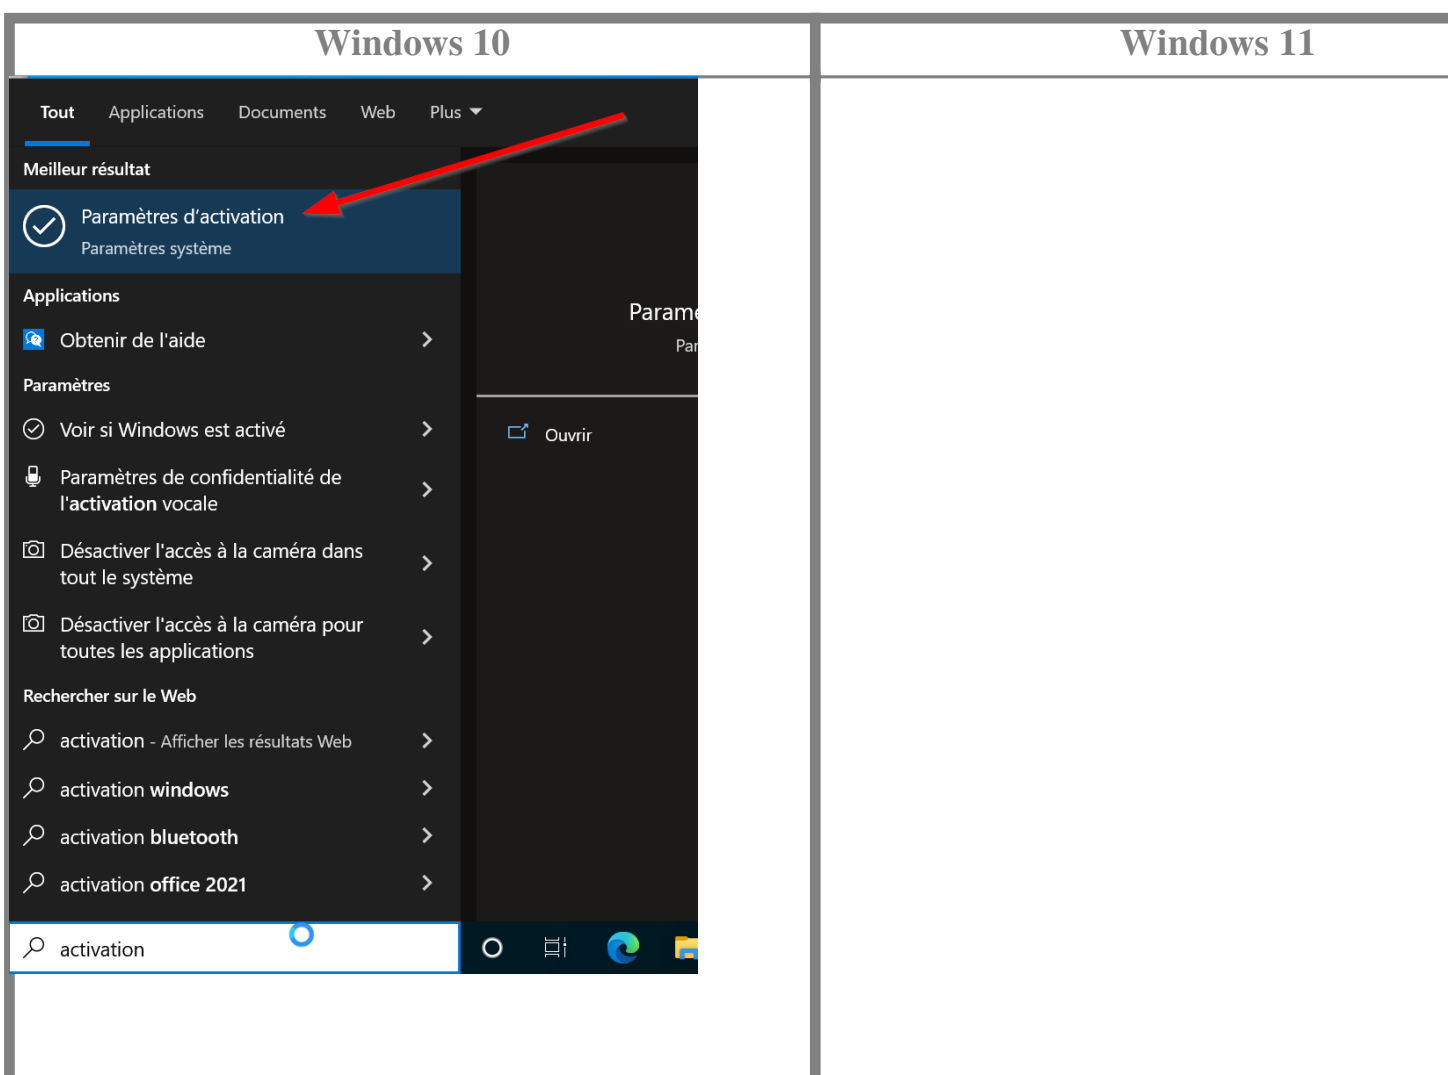 Windows 10
Windows 11
Tout Applications Documents Web Plus
Meilleur résultat
Paramètres d’activation
Paramètres système
Applications
Obtenir de l'aide
Paramètres
Voir si Windows est activé
Paramètres de confidentialité de
l'activation vocale
Désactiver l'accès à la caméra dans
tout le système
Désactiver l'accès à la caméra pour
toutes les applications
Rechercher sur le Web
activation - Afficher les résultats Web
activation windows
activation bluetooth
activation office 2021
activation
Ouvrir